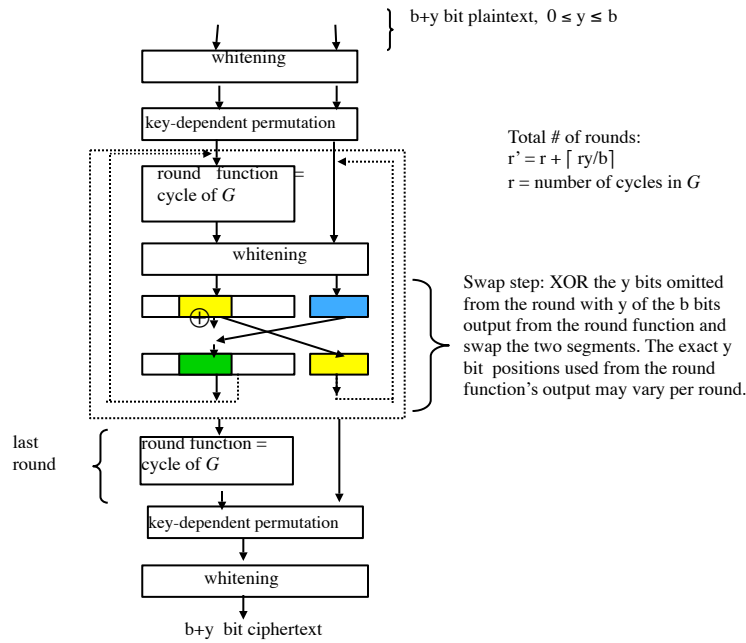 b+y bit plaintext, 0 ≤ y ≤ b
whitening
key-dependent permutation
Total # of rounds:
r’ = r + ⌈ ry/b⌉
r = number of cycles in G
round function =
cycle of G
whitening
Swap step: XOR the y bits omitted
from the round with y of the b bits
output from the round function and
swap the two segments. The exact y
bit positions used from the round
function’s output may vary per round.
last
round
round function =
cycle of G
key-dependent permutation
whitening
b+y bit ciphertext